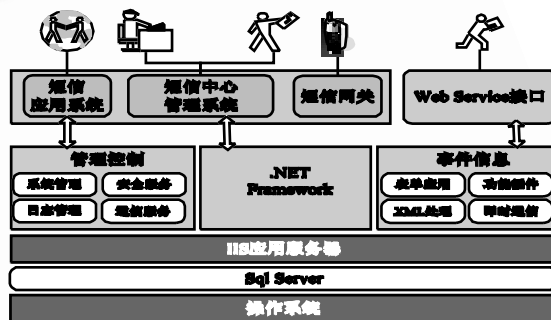 短信
应用系统
短信中心
管理系统
短信网关
Web Service接口
管理控制
系统管理
安全服务
日志管理
通信服务
.NET
Framework
事件信息
表单应用
功能插件
XML处理
即时通信
IIS应用服务器
Sql Server
操作系统